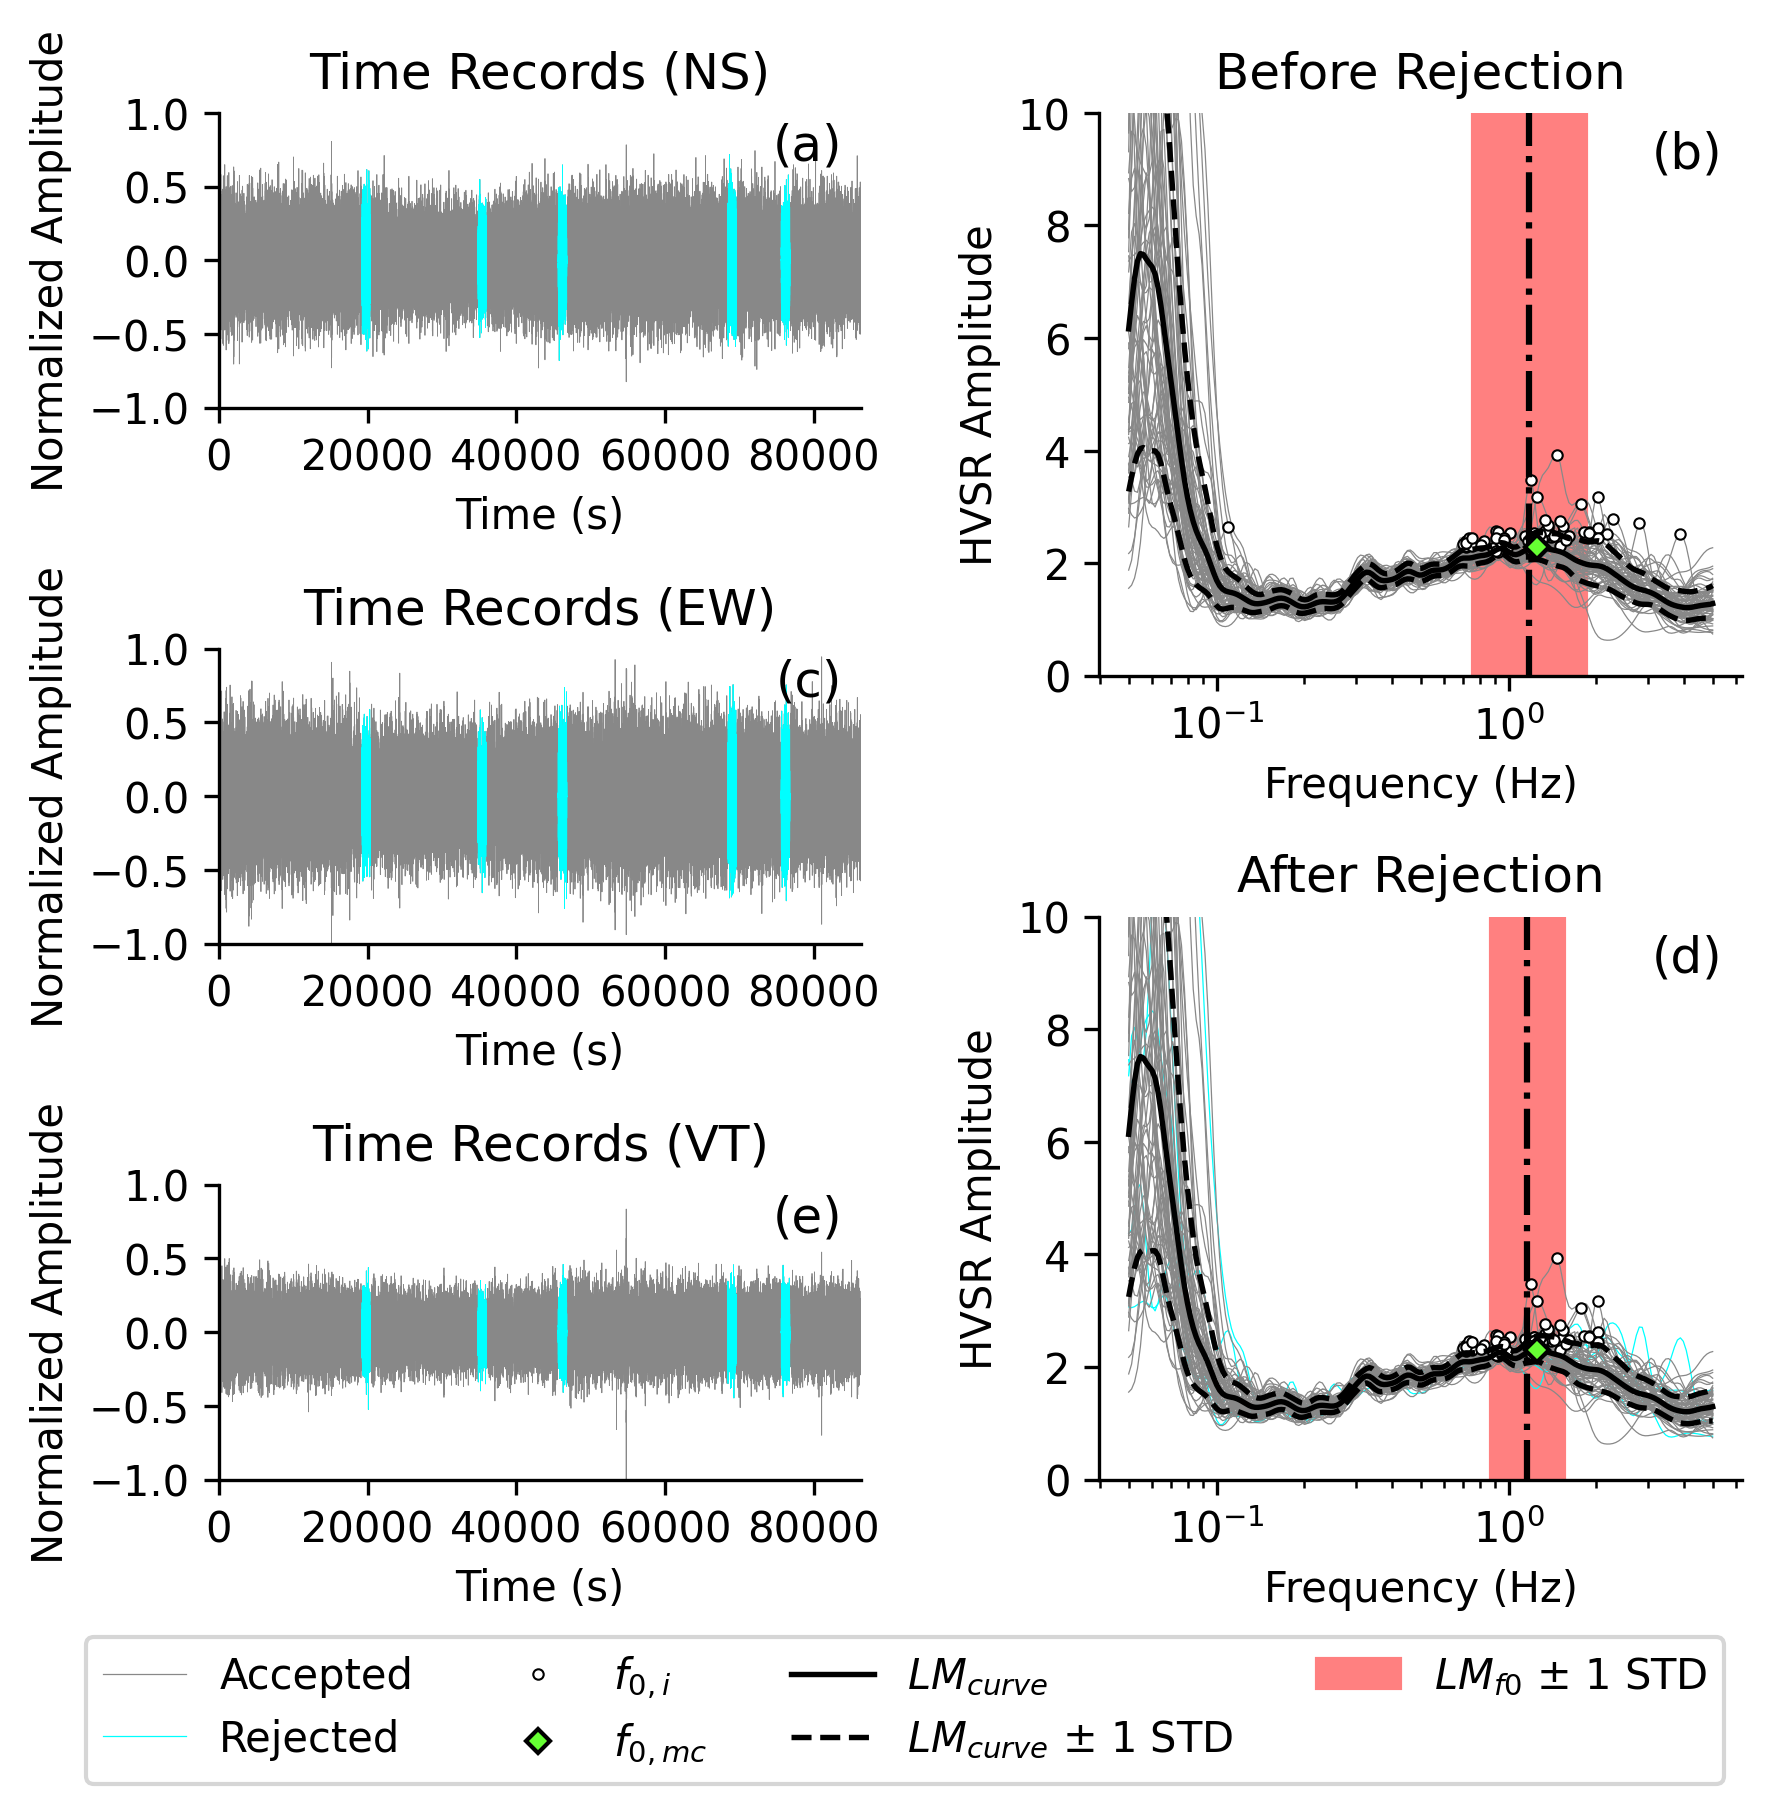 Time Records (NS)
(a)
Normalized Amplitude
1.0
0.5
0.0
−0.5
−1.0
0 20000 40000 60000 80000
Time (s)
Before Rejection
(b)
HVSR Amplitude
10
8
6
4
2
0
10⁻¹ 10⁰
Frequency (Hz)
Time Records (EW)
(c)
Normalized Amplitude
1.0
0.5
0.0
−0.5
−1.0
0 20000 40000 60000 80000
Time (s)
After Rejection
(d)
HVSR Amplitude
10
8
6
4
2
0
10⁻¹ 10⁰
Frequency (Hz)
Time Records (VT)
(e)
Normalized Amplitude
1.0
0.5
0.0
−0.5
−1.0
0 20000 40000 60000 80000
Time (s)
Accepted
Rejected
f0,i
f0,mc
LMcurve
LMcurve ± 1 STD
LMf0 ± 1 STD